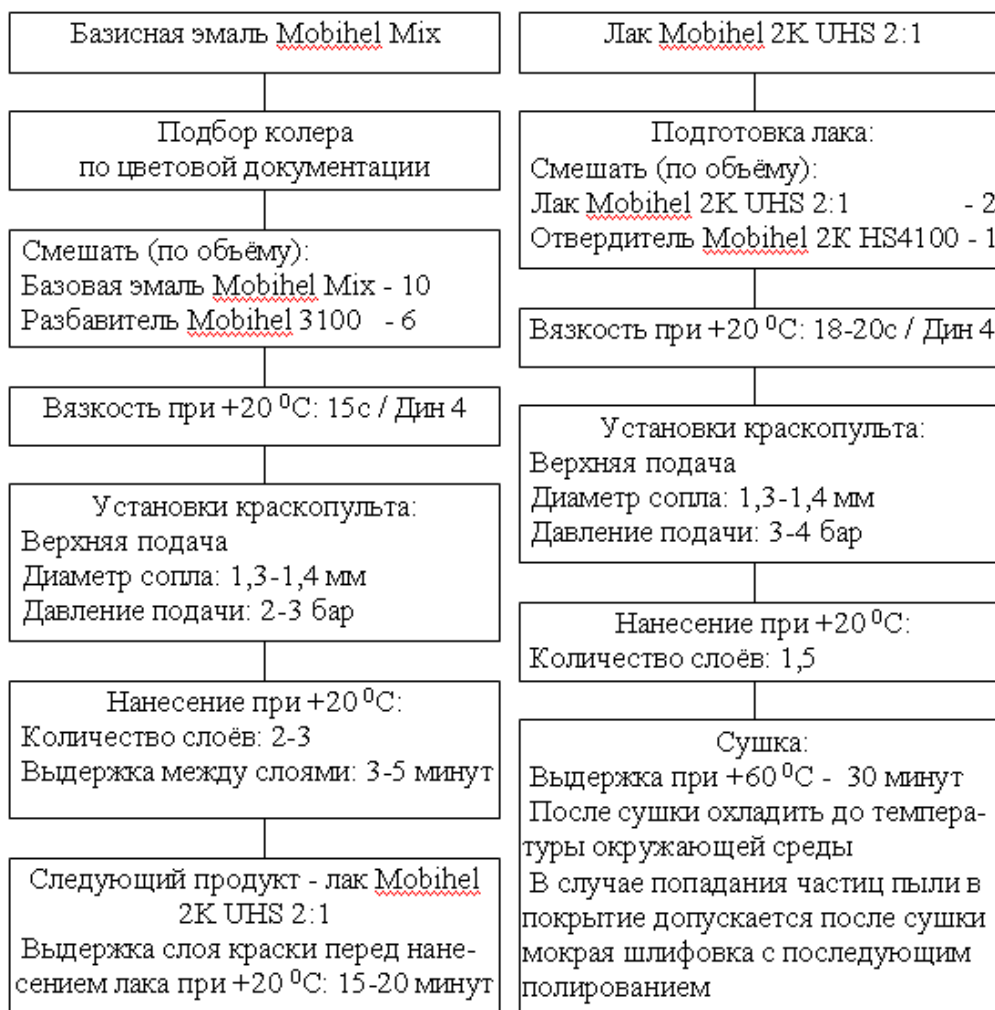 Базисная эмаль Mobihel Mix
Подбор колера
по цветовой документации
Смешать (по объёму):
Базовая эмаль Mobihel Mix - 10
Разбавитель Mobihel 3100 - 6
Вязкость при +20 ⁰С: 15с / Дин 4
Установки краскопульта:
Верхняя подача
Диаметр сопла: 1,3-1,4 мм
Давление подачи: 2-3 бар
Нанесение при +20 ⁰С:
Количество слоёв: 2-3
Выдержка между слоями: 3-5 минут
Следующий продукт - лак Mobihel
2K UHS 2:1
Выдержка слоя краски перед нане-
сением лака при +20 ⁰С: 15-20 минут
Лак Mobihel 2K UHS 2:1
Подготовка лака:
Смешать (по объёму):
Лак Mobihel 2K UHS 2:1 - 2
Отвердитель Mobihel 2K HS4100 - 1
Вязкость при +20 ⁰С: 18-20с / Дин 4
Установки краскопульта:
Верхняя подача
Диаметр сопла: 1,3-1,4 мм
Давление подачи: 3-4 бар
Нанесение при +20 ⁰С:
Количество слоёв: 1,5
Сушка:
Выдержка при +60 ⁰С - 30 минут
После сушки охладить до темпера-
туры окружающей среды
В случае попадания частиц пыли в
покрытие допускается после сушки
мокрая шлифовка с последующим
полированием